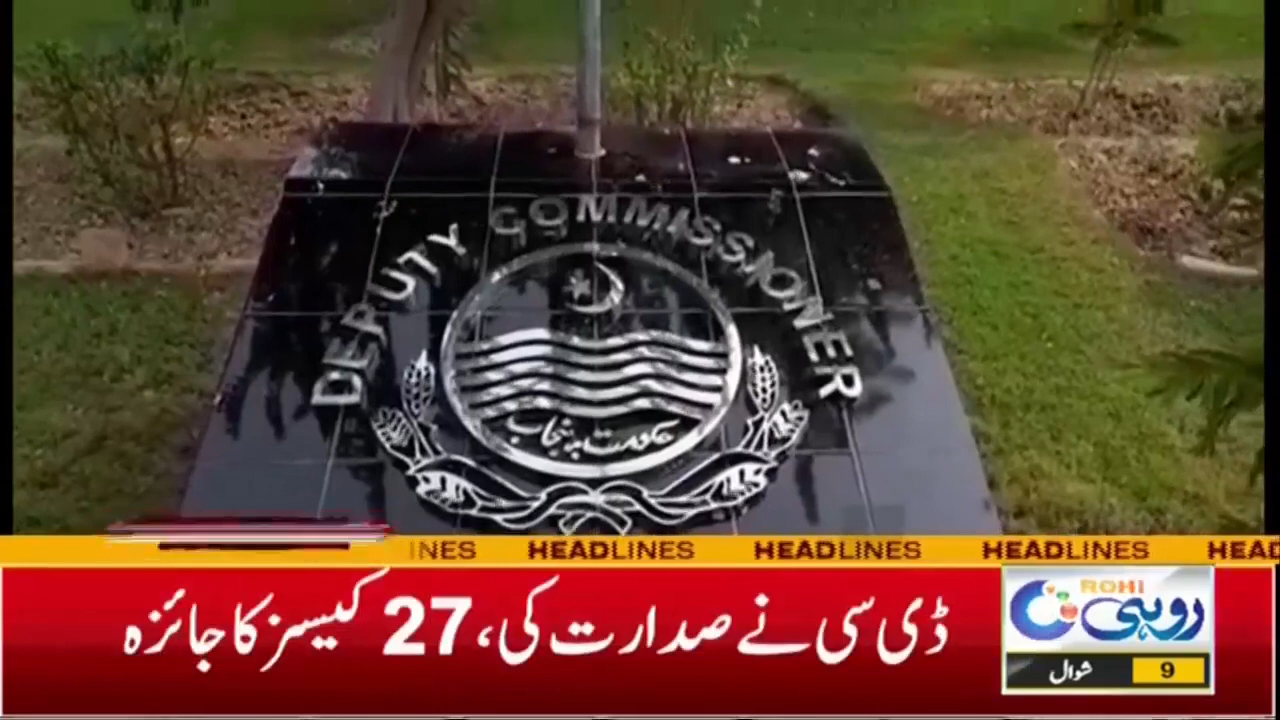 DEPUTY COMMISSIONER
حکومت پنجاب
INES HEADLINES HEADLINES HEADLINES HEAD
ڈی سی نے صدارت کی، 27 کیسز کا جائزہ
ROHI
روہی
شوال 9